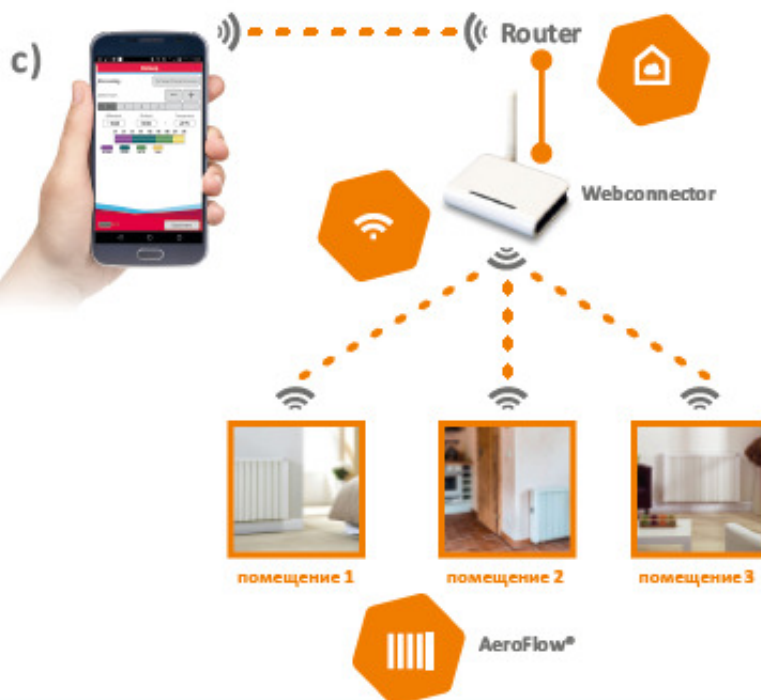 c)
Router
Webconnector
помещение 1
помещение 2
помещение 3
AeroFlow®